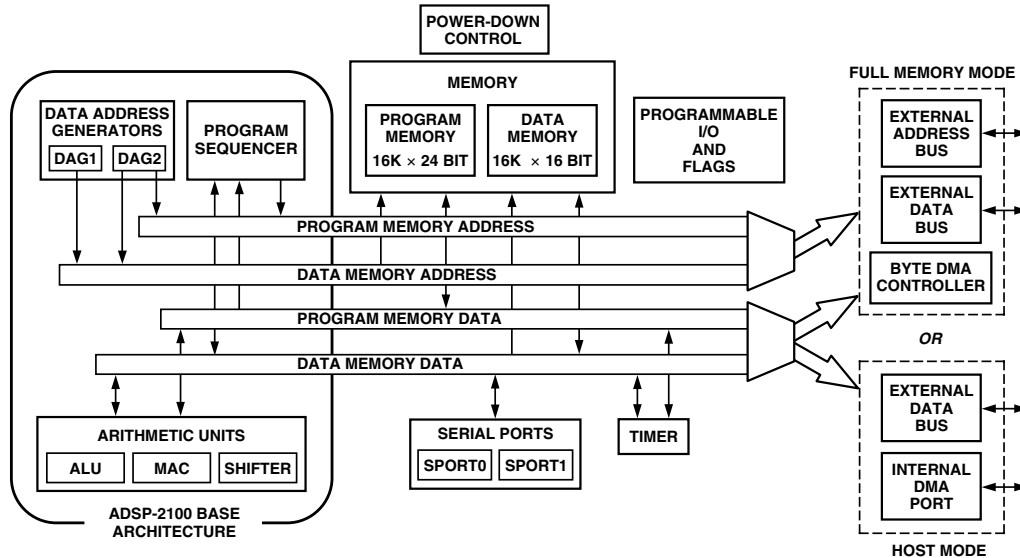 POWER-DOWN
CONTROL
MEMORY
PROGRAM
MEMORY
16K × 24 BIT
DATA
MEMORY
16K × 16 BIT
PROGRAMMABLE
I/O
AND
FLAGS
DATA ADDRESS
GENERATORS
DAG1
DAG2
PROGRAM
SEQUENCER
PROGRAM MEMORY ADDRESS
DATA MEMORY ADDRESS
PROGRAM MEMORY DATA
DATA MEMORY DATA
ARITHMETIC UNITS
ALU
MAC
SHIFTER
ADSP-2100 BASE
ARCHITECTURE
SERIAL PORTS
SPORT0
SPORT1
TIMER
FULL MEMORY MODE
EXTERNAL
ADDRESS
BUS
EXTERNAL
DATA
BUS
BYTE DMA
CONTROLLER
OR
EXTERNAL
DATA
BUS
INTERNAL
DMA
PORT
HOST MODE